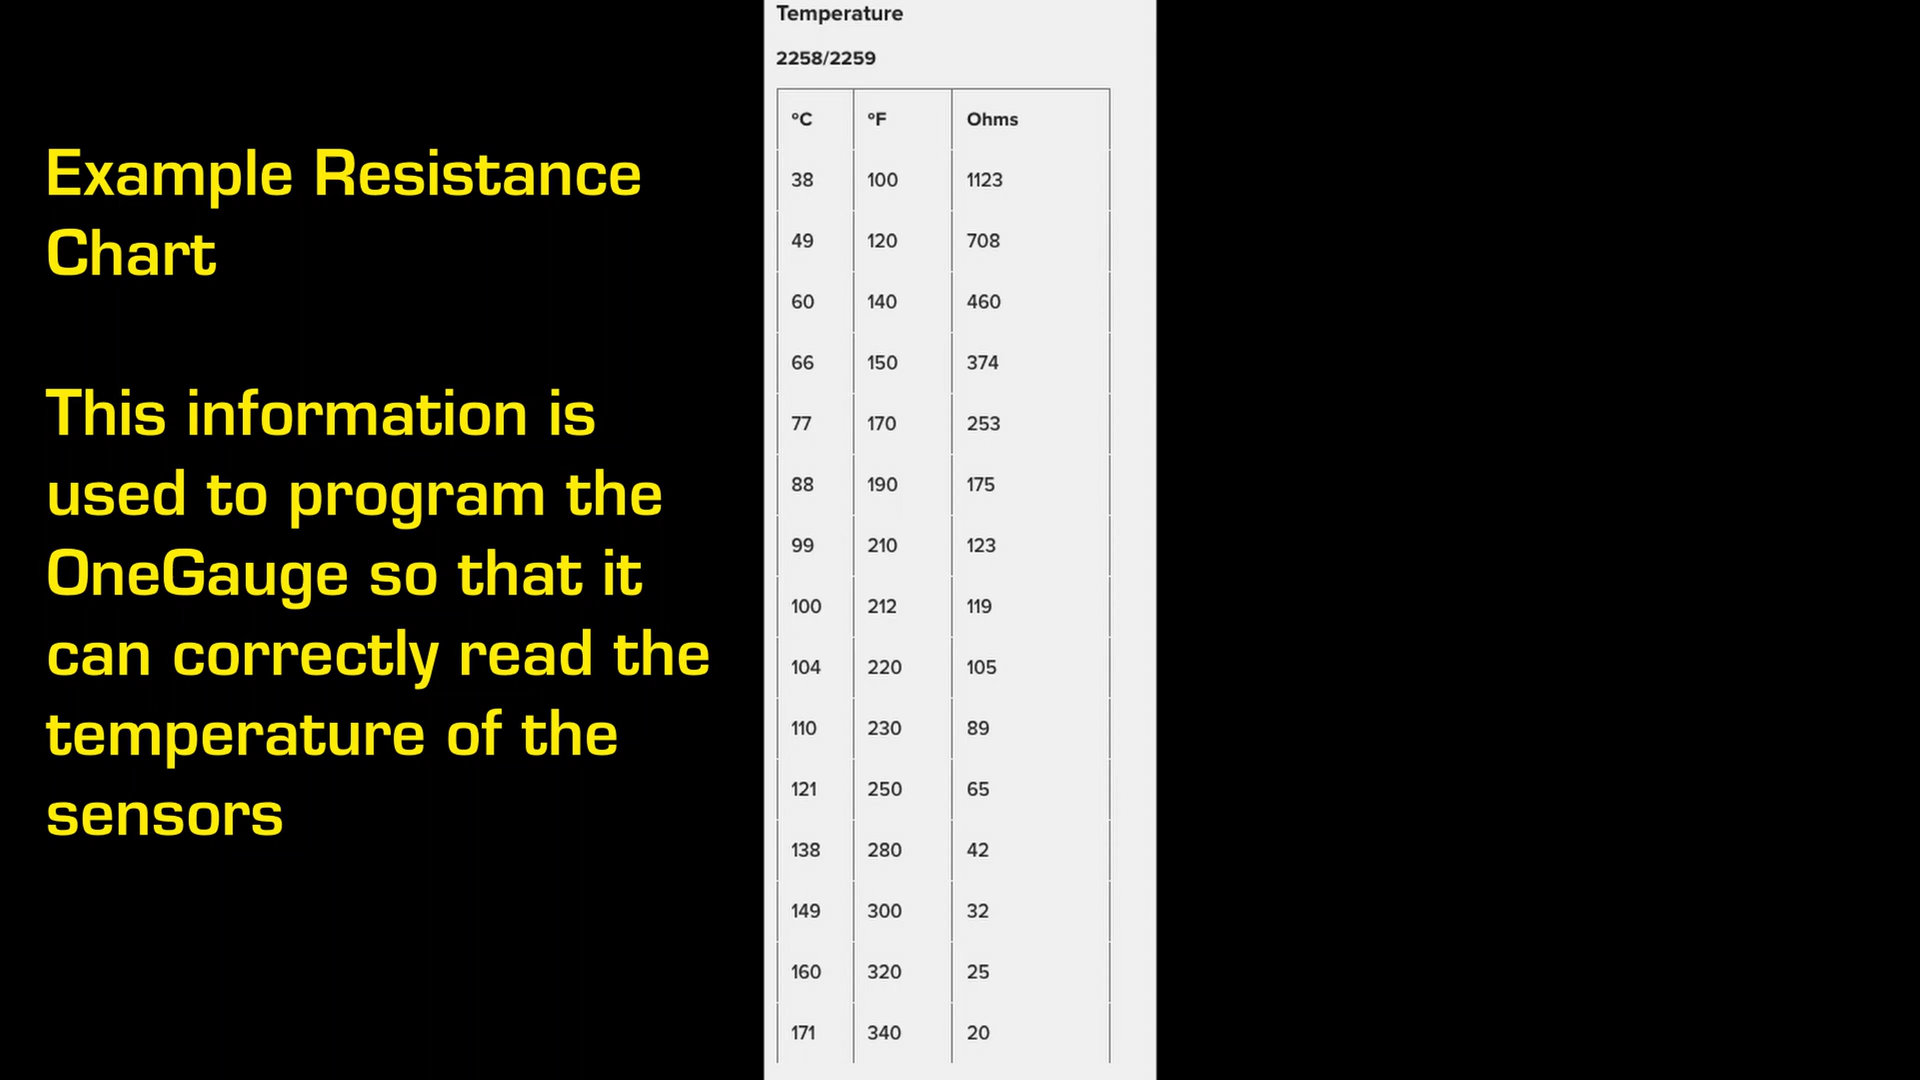 Example Resistance
Chart
This information is
used to program the
OneGauge so that it
can correctly read the
temperature of the
sensors
Temperature
2258/2259
ºC ºF Ohms
38 100 1123
49 120 708
60 140 460
66 150 374
77 170 253
88 190 175
99 210 123
100 212 119
104 220 105
110 230 89
121 250 65
138 280 42
149 300 32
160 320 25
171 340 20